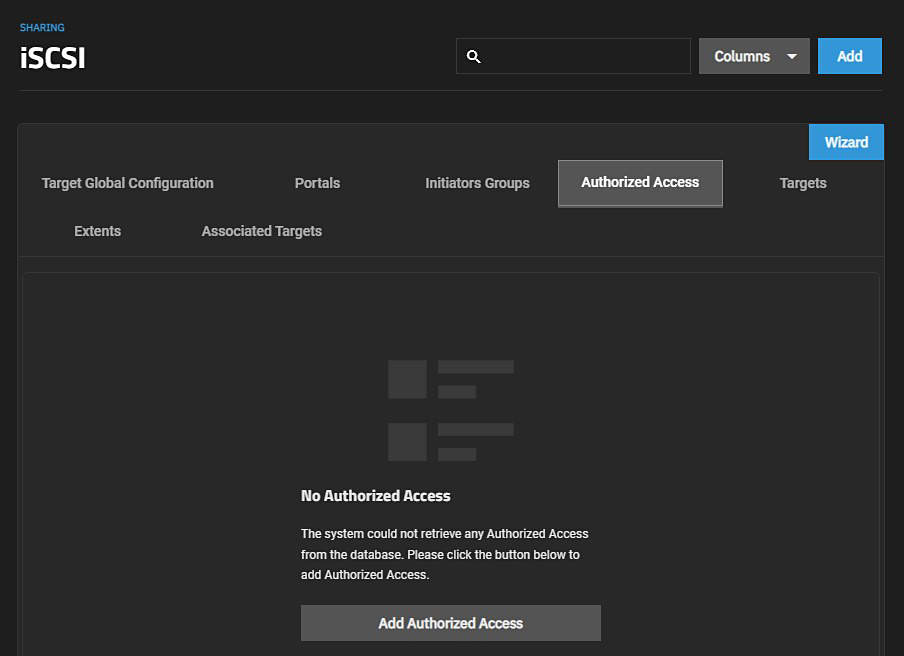 SHARING
iSCSI
Columns
Add
Wizard
Target Global Configuration
Portals
Initiators Groups
Authorized Access
Targets
Extents
Associated Targets
No Authorized Access
The system could not retrieve any Authorized Access
from the database. Please click the button below to
add Authorized Access.
Add Authorized Access